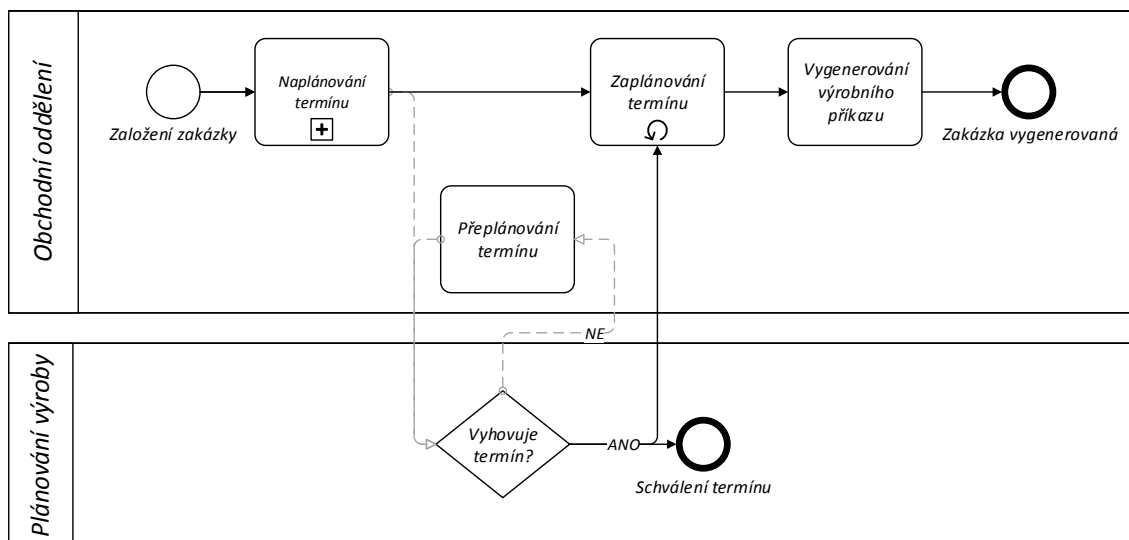 Obchodní oddělení
Založení zakázky
Naplánování
termínu
Zaplánování
termínu
Vygenerování
výrobního
příkazu
Zakázka vygenerovaná
Přeplánování
termínu
NE
Plánování výroby
Vyhovuje
termín?
ANO
Schválení termínu